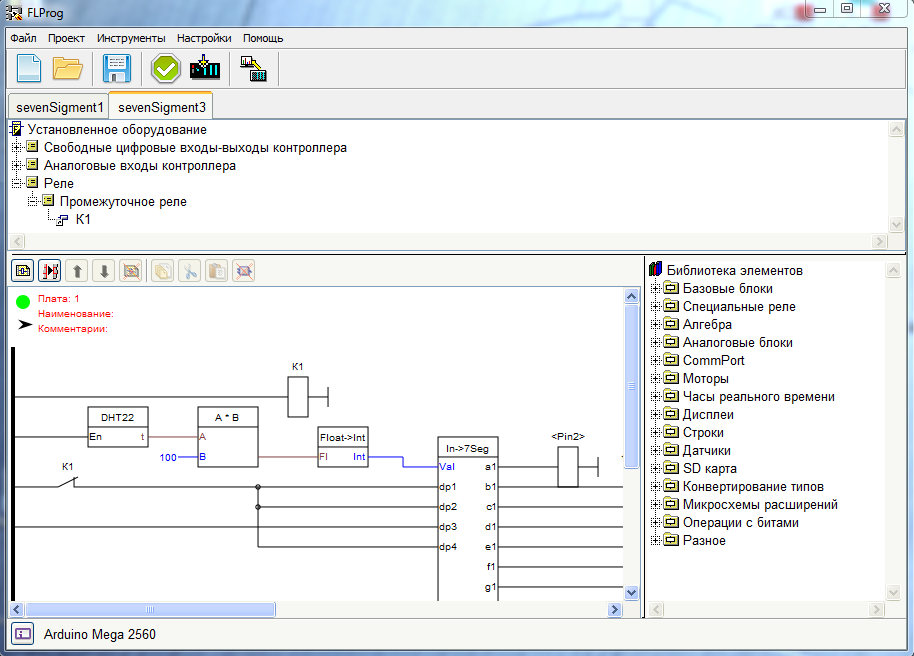 FLProg
Файл Проект Инструменты Настройки Помощь
sevenSigment1 sevenSigment3
Установленное оборудование
Свободные цифровые входы-выходы контроллера
Аналоговые входы контроллера
Реле
Промежуточное реле
K1
Плата: 1
Наименование:
Комментарии:
K1
DHT22
En t
A * B
A
100 B
Float->Int
Fl Int
In->7Seg
Val a1
dp1 b1
dp2 c1
dp3 d1
dp4 e1
f1
g1
<Pin2>
K1
Библиотека элементов
Базовые блоки
Специальные реле
Алгебра
Аналоговые блоки
CommPort
Моторы
Часы реального времени
Дисплеи
Строки
Датчики
SD карта
Конвертирование типов
Микросхемы расширений
Операции с битами
Разное
Arduino Mega 2560